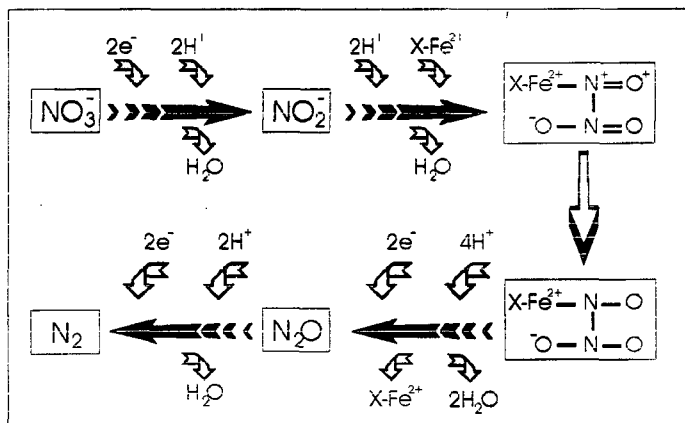 2e⁻ 2H⁺ 2H⁺ X-Fe²⁺
NO₃⁻ NO₂⁻
H₂O H₂O
X-Fe²⁺—N⁺=O⁺
⁻O—N=O
2e⁻ 2H⁺ 2e⁻ 4H⁺
X-Fe²⁺—N—O
⁻O—N—O
N₂ N₂O
H₂O X-Fe²⁺ 2H₂O